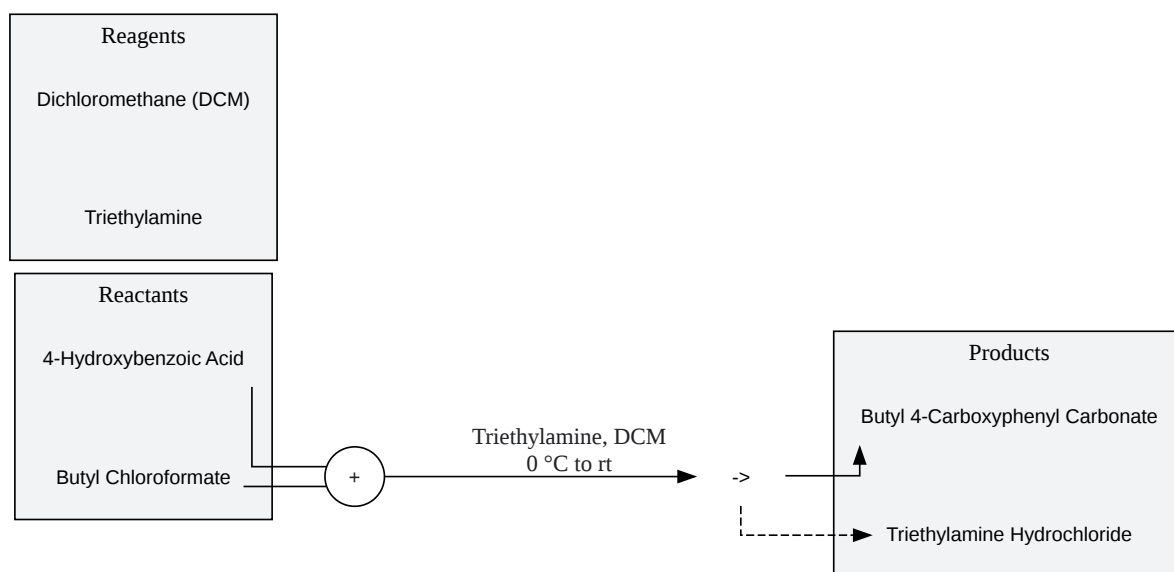 Reagents
Dichloromethane (DCM)
Triethylamine
Reactants
4-Hydroxybenzoic Acid
Butyl Chloroformate
+
Triethylamine, DCM
0 °C to rt
->
Products
Butyl 4-Carboxyphenyl Carbonate
Triethylamine Hydrochloride